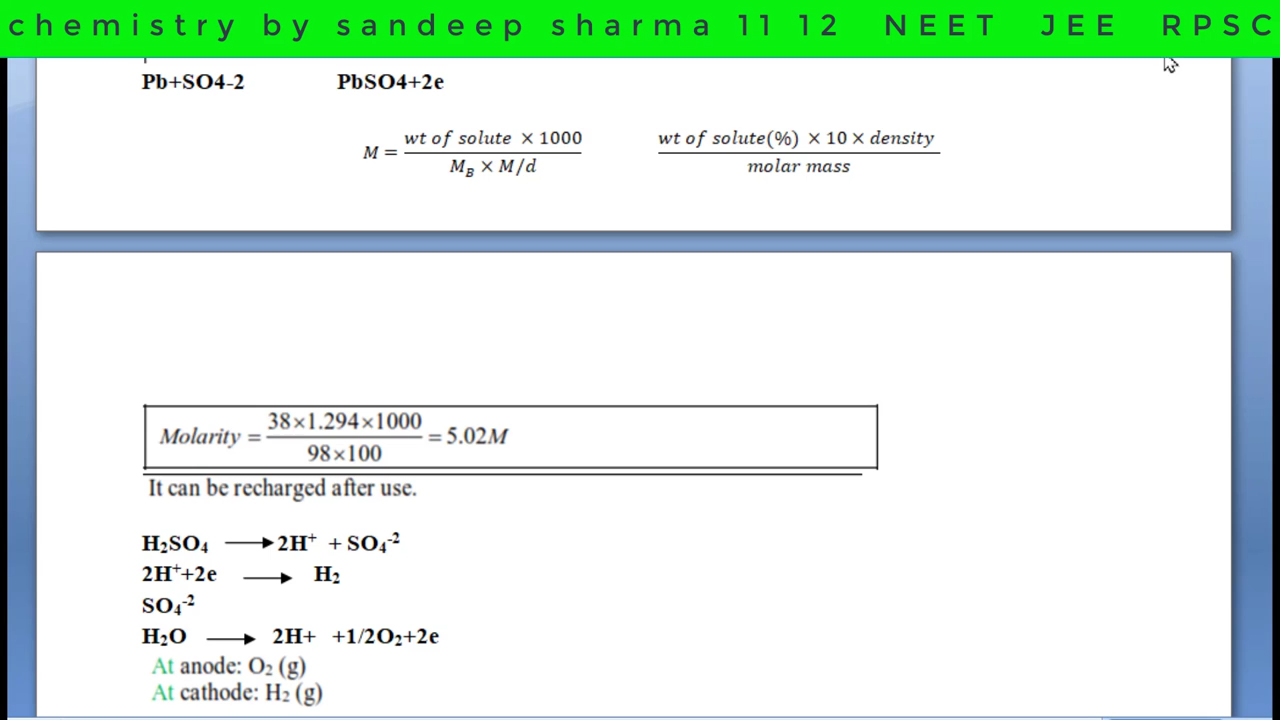 chemistry by sandeep sharma 11 12 NEET JEE RPSC
Pb+SO4-2 PbSO4+2e
M = wt of solute × 1000 / M_B × M/d wt of solute(%) × 10 × density / molar mass
Molarity = 38×1.294×1000 / 98×100 = 5.02M
It can be recharged after use.
H₂SO₄ ⟶ 2H⁺ + SO₄⁻²
2H⁺+2e ⟶ H₂
SO₄⁻²
H₂O ⟶ 2H+ +1/2O₂+2e
At anode: O₂ (g)
At cathode: H₂ (g)